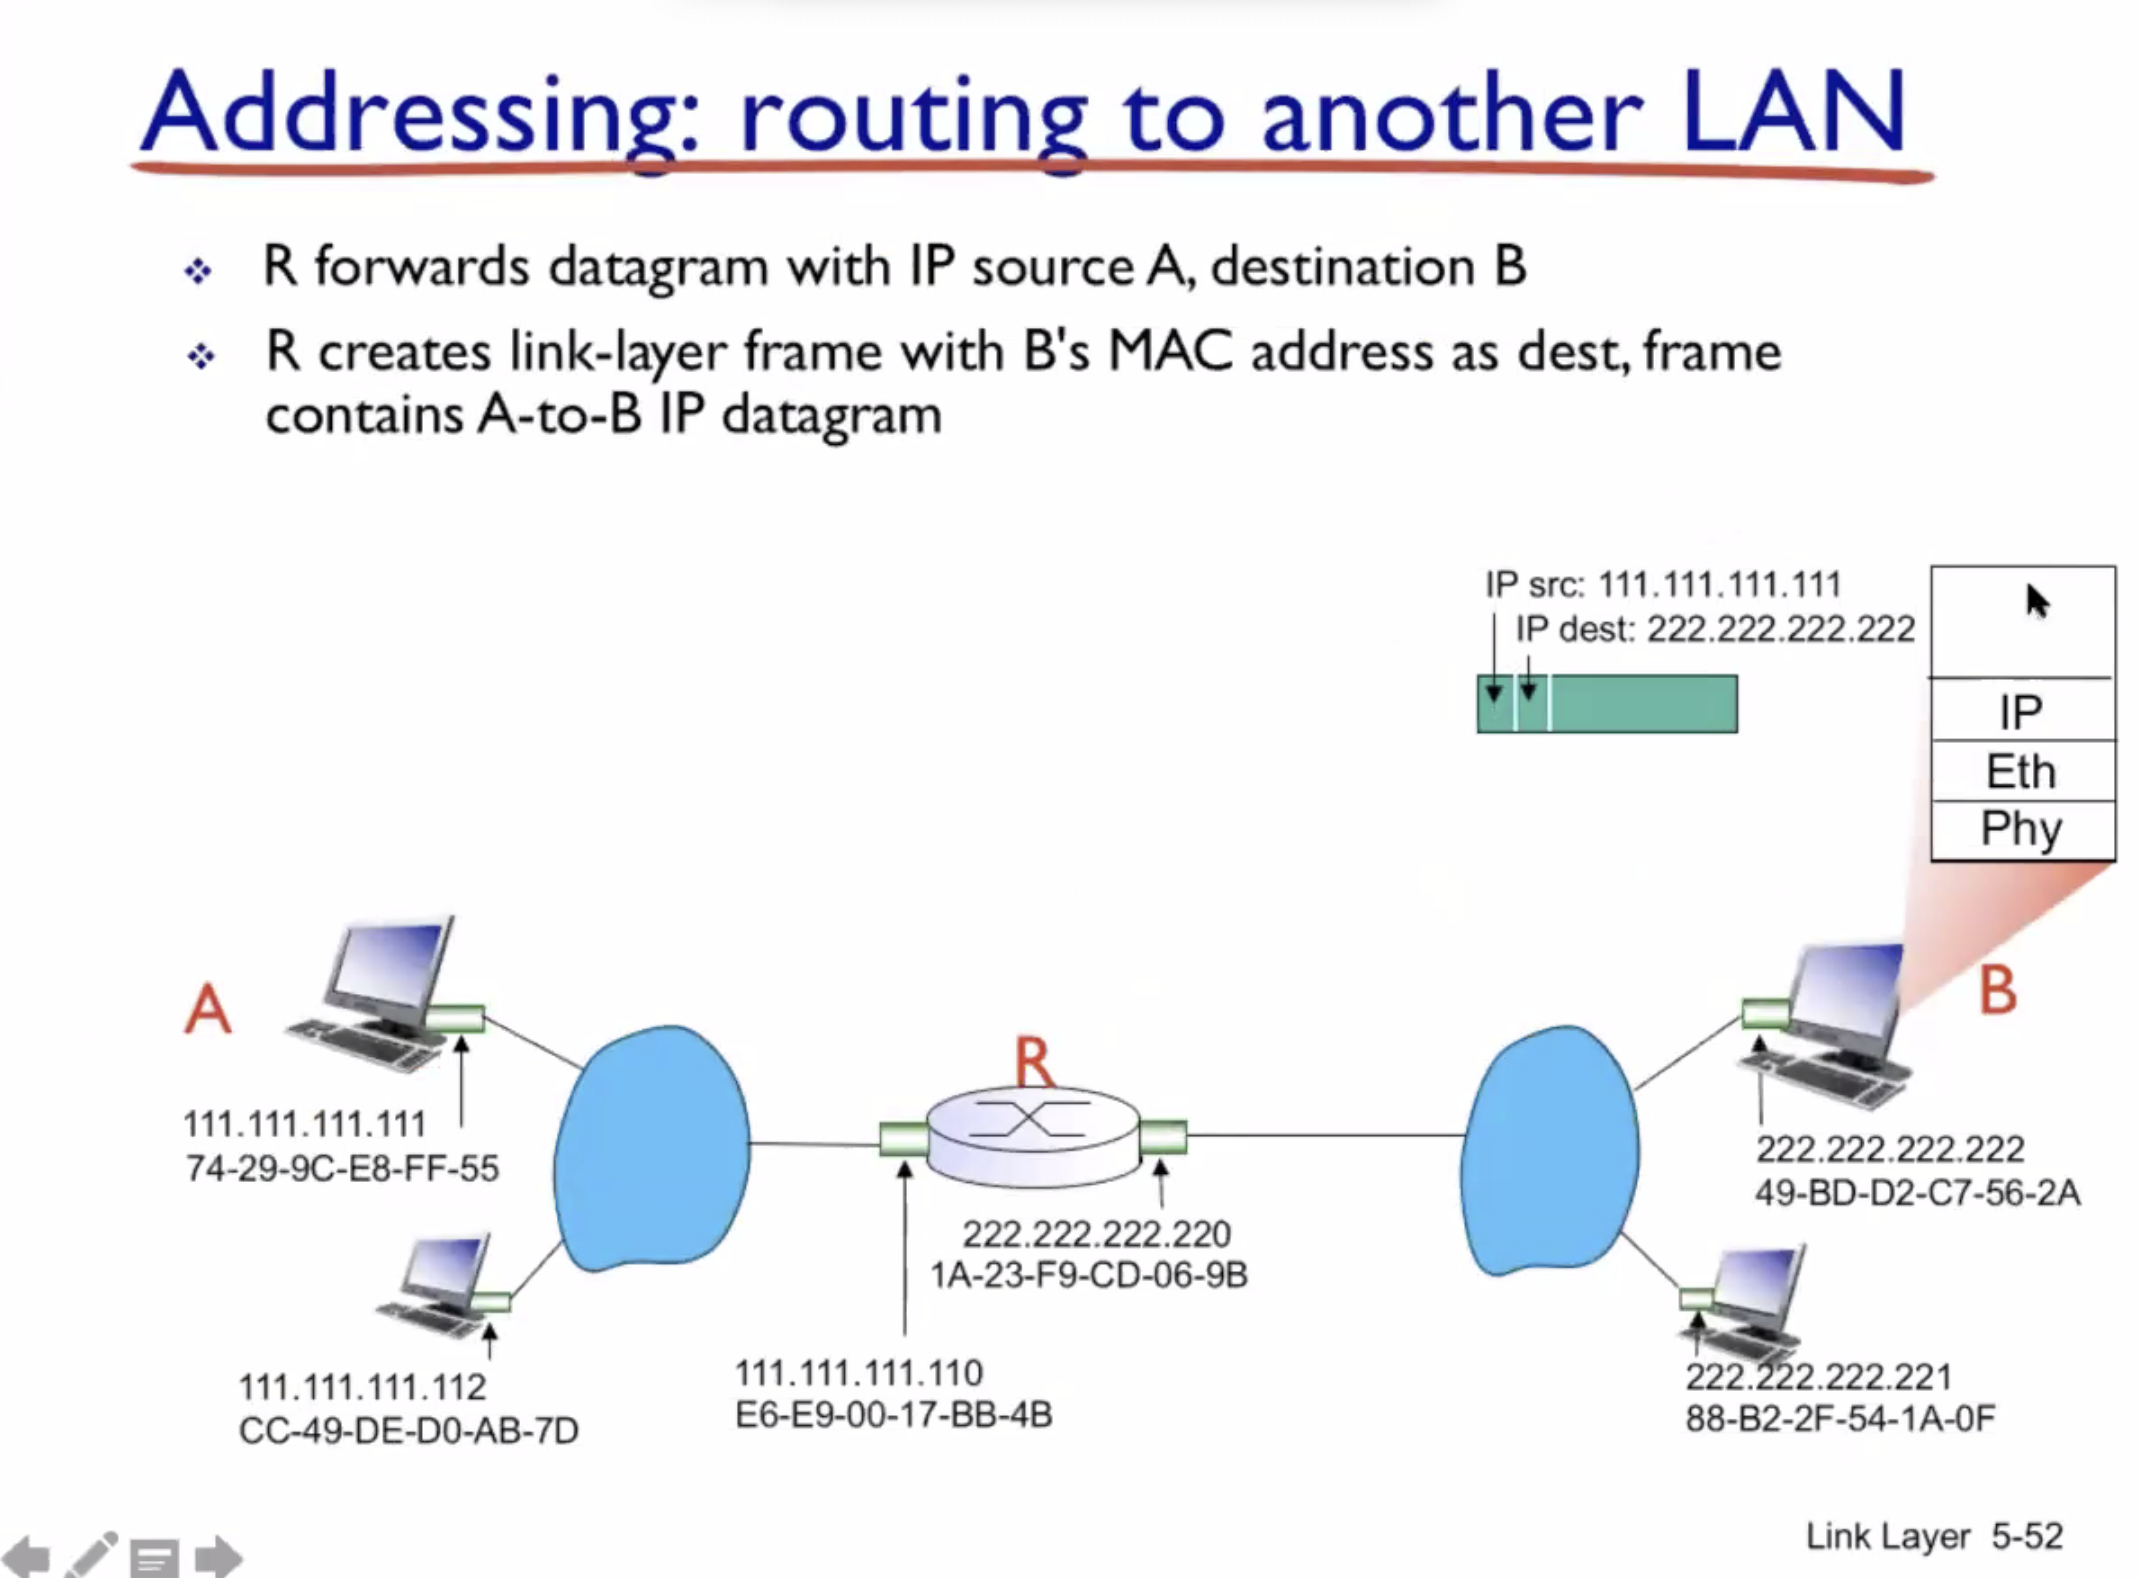 Addressing: routing to another LAN
R forwards datagram with IP source A, destination B
R creates link-layer frame with B's MAC address as dest, frame
contains A-to-B IP datagram
IP src: 111.111.111.111
IP dest: 222.222.222.222
IP
Eth
Phy
A
R
B
111.111.111.111
74-29-9C-E8-FF-55
222.222.222.222
49-BD-D2-C7-56-2A
222.222.222.220
1A-23-F9-CD-06-9B
111.111.111.112
CC-49-DE-D0-AB-7D
111.111.111.110
E6-E9-00-17-BB-4B
222.222.222.221
88-B2-2F-54-1A-0F
Link Layer 5-52